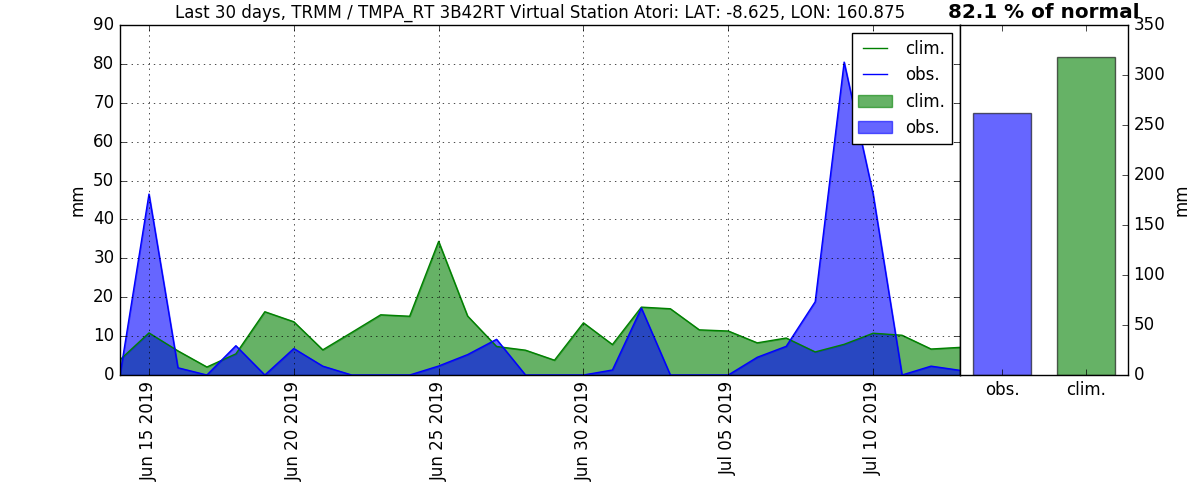 Last 30 days, TRMM / TMPA_RT 3B42RT Virtual Station Atori: LAT: -8.625, LON: 160.875
82.1 % of normal
90
80
70
60
50
40
30
20
10
0
mm
clim.
obs.
clim.
obs.
Jun 15 2019
Jun 20 2019
Jun 25 2019
Jun 30 2019
Jul 05 2019
Jul 10 2019
350
300
250
200
150
100
50
0
mm
obs.
clim.